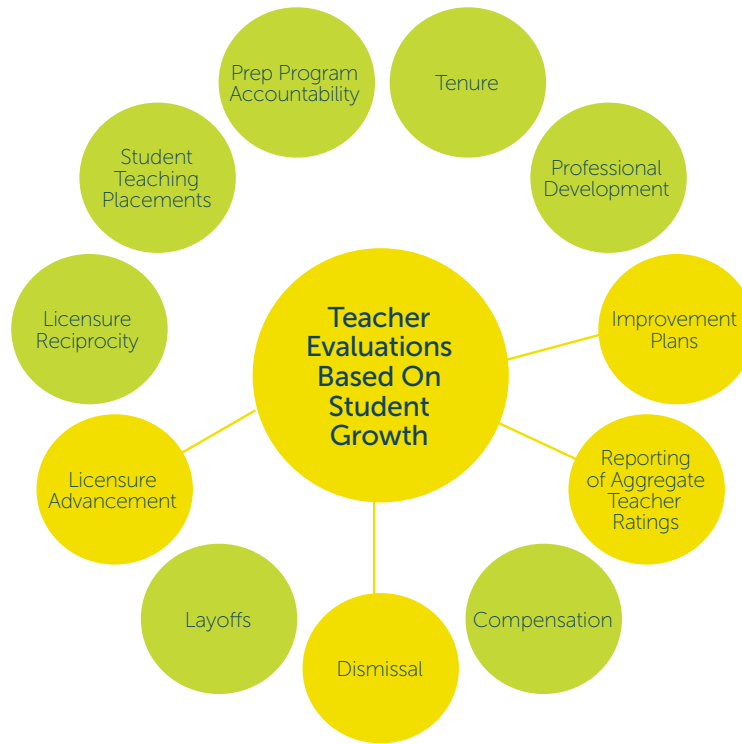 Prep Program
Accountability
Tenure
Student
Teaching
Placements
Professional
Development
Licensure
Reciprocity
Teacher
Evaluations
Based On
Student
Growth
Improvement
Plans
Licensure
Advancement
Reporting
of Aggregate
Teacher
Ratings
Layoffs
Compensation
Dismissal